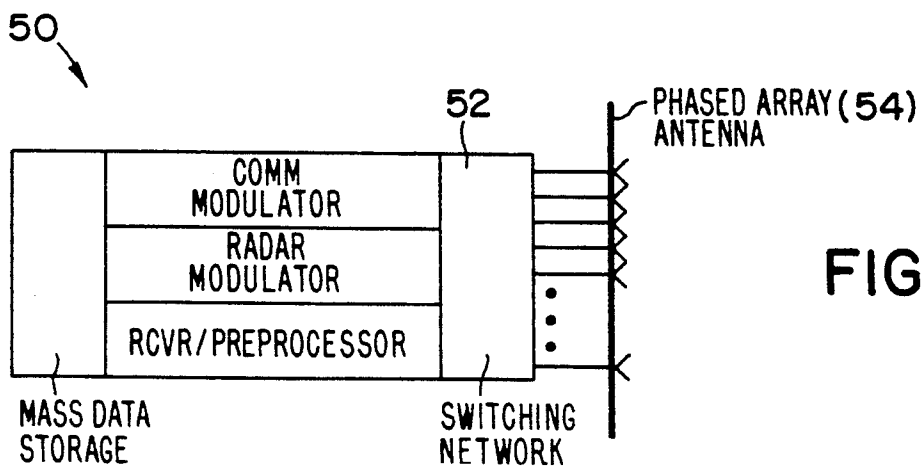 50
52
PHASED ARRAY (54)
ANTENNA
COMM
MODULATOR
RADAR
MODULATOR
RCVR/PREPROCESSOR
FIG
MASS DATA
STORAGE
SWITCHING
NETWORK